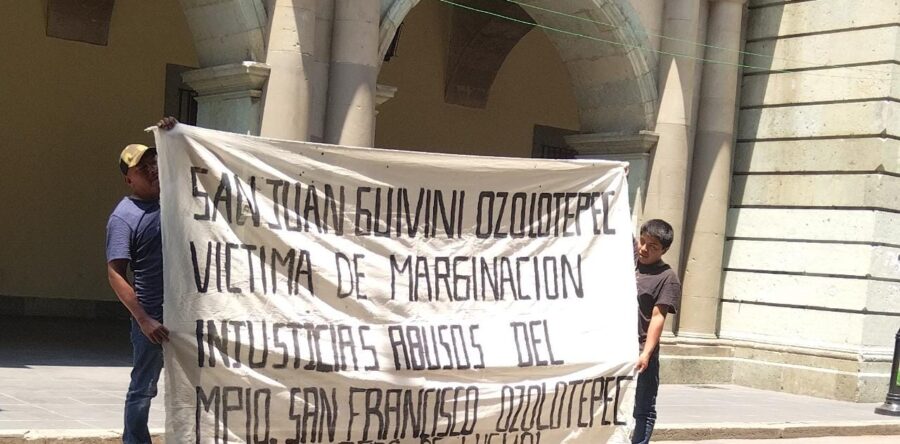 SAN JUAN GUIVINI OZOLOTEPEC
VICTIMA DE MARGINACION
INJUSTICIAS ABUSOS DEL
MPIO. SAN FRANCISCO OZOLOTEPEC